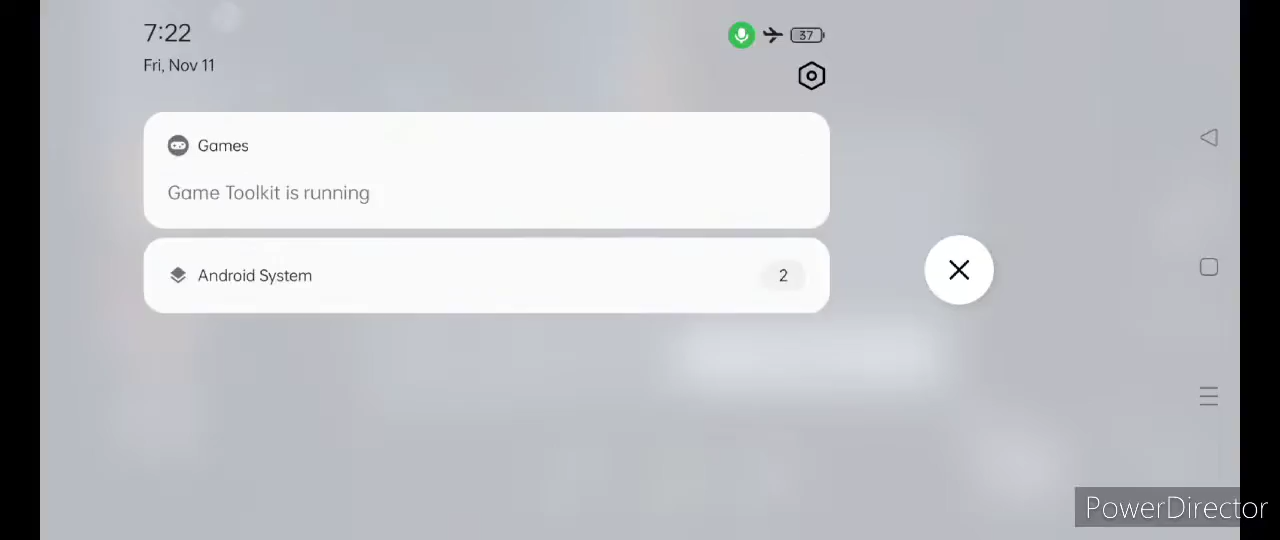 7:22
37
Fri, Nov 11
Games
Game Toolkit is running
Android System
2
PowerDirector